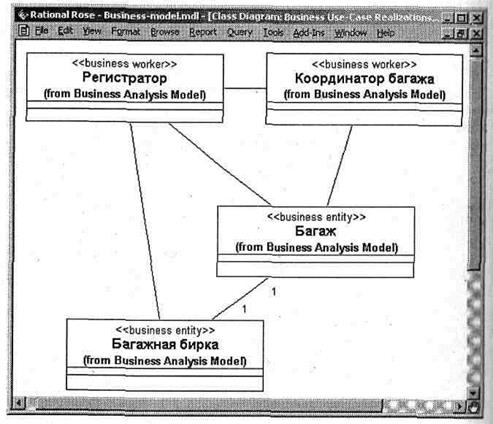 Rational Rose - Business-model.mdl - [Class Diagram: Business Use-Case Realizations...
File Edit View Format Browse Report Query Tools Add-Ins Window Help
<<business worker>>
Регистратор
(from Business Analysis Model)
<<business worker>>
Координатор багажа
(from Business Analysis Model)
<<business entity>>
Багаж
(from Business Analysis Model)
1
1
<<business entity>>
Багажная бирка
(from Business Analysis Model)